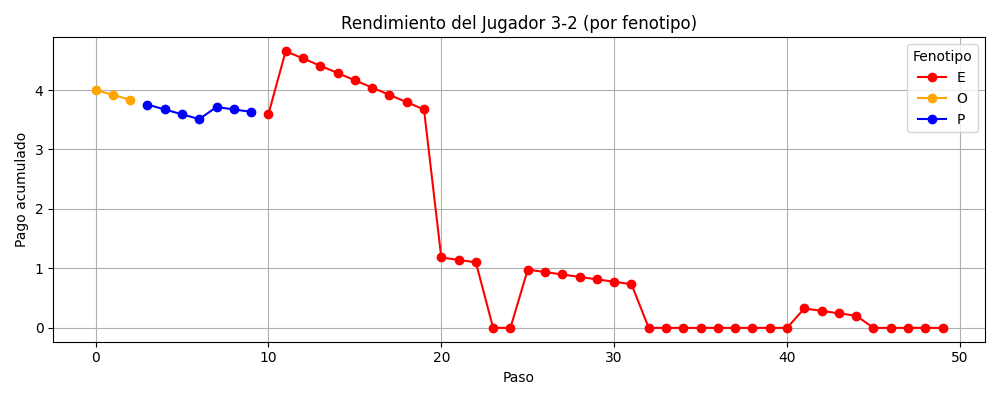 Rendimiento del Jugador 3-2 (por fenotipo)
Pago acumulado
4
3
2
1
0
Fenotipo
E
O
P
0 10 20 30 40 50
Paso